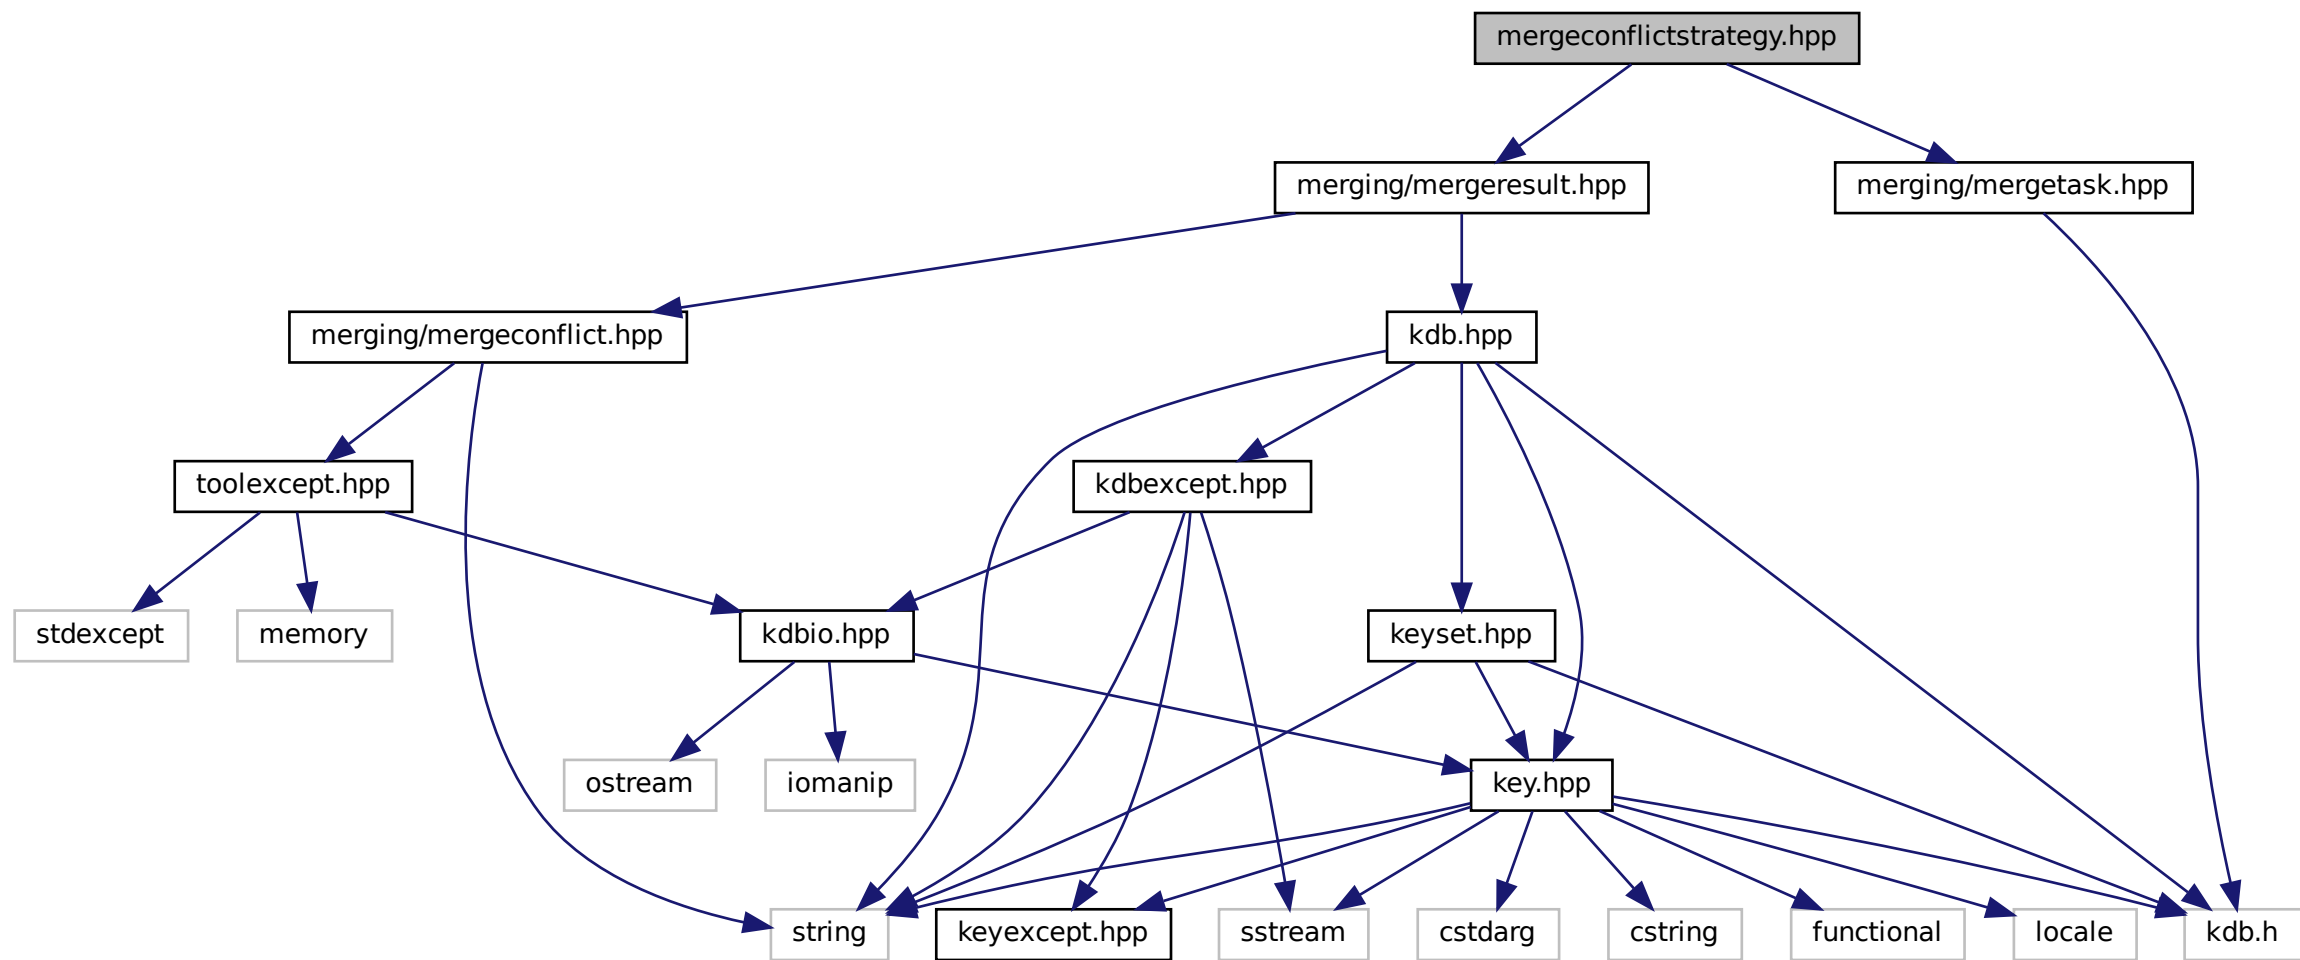 mergeconflictstrategy.hpp
merging/mergeresult.hpp
merging/mergetask.hpp
merging/mergeconflict.hpp
kdb.hpp
toolexcept.hpp
kdbexcept.hpp
stdexcept
memory
kdbio.hpp
keyset.hpp
ostream
iomanip
key.hpp
string
keyexcept.hpp
sstream
cstdarg
cstring
functional
locale
kdb.h